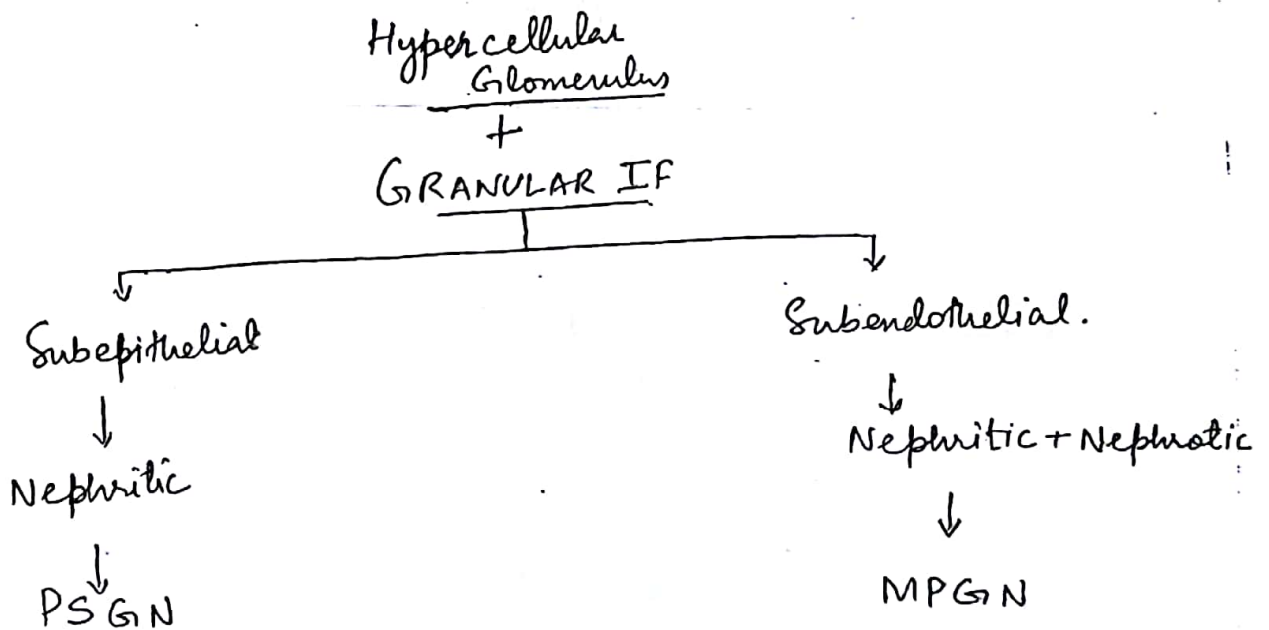 Hypercellular
Glomerulus
+
GRANULAR IF
Subepithelial
Subendothelial.
Nephritic
Nephritic + Nephrotic
PSGN
MPGN